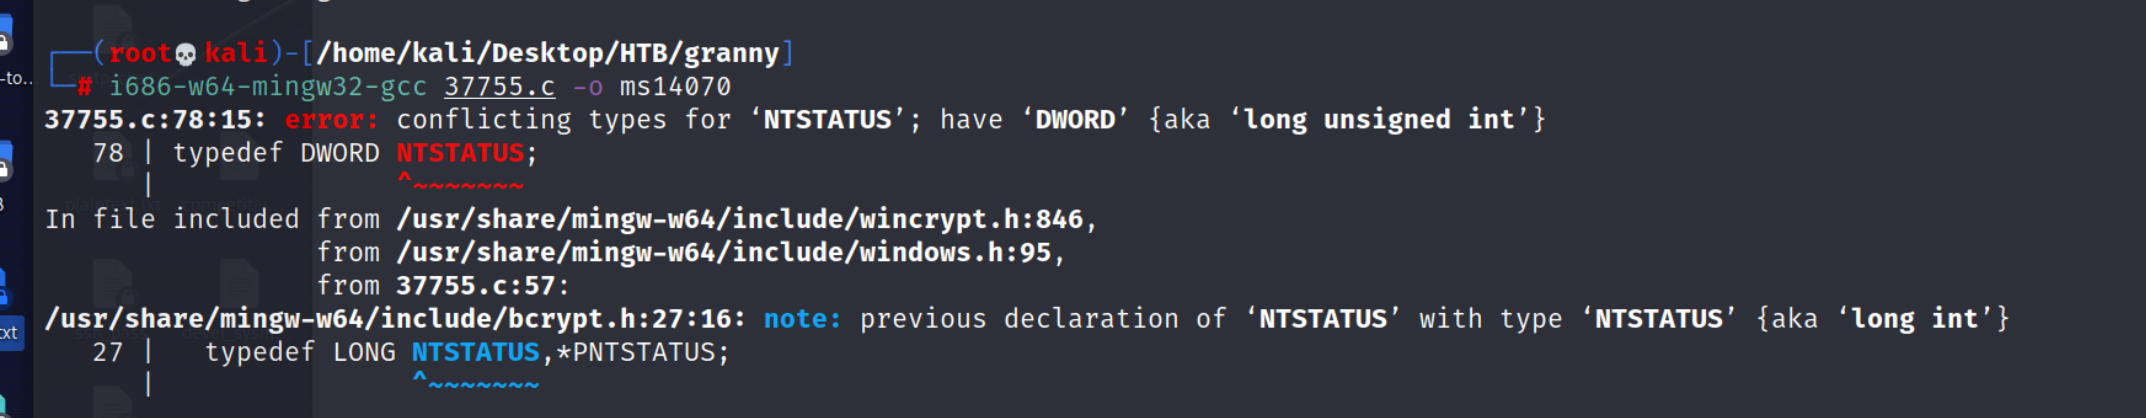 ┌──(root💀kali)-[/home/kali/Desktop/HTB/granny]
└─# i686-w64-mingw32-gcc 37755.c -o ms14070
37755.c:78:15: error: conflicting types for ‘NTSTATUS’; have ‘DWORD’ {aka ‘long unsigned int’}
   78 | typedef DWORD NTSTATUS;
      |               ^~~~~~~~
In file included from /usr/share/mingw-w64/include/wincrypt.h:846,
                 from /usr/share/mingw-w64/include/windows.h:95,
                 from 37755.c:57:
/usr/share/mingw-w64/include/bcrypt.h:27:16: note: previous declaration of ‘NTSTATUS’ with type ‘NTSTATUS’ {aka ‘long int’}
   27 |   typedef LONG NTSTATUS,*PNTSTATUS;
      |                ^~~~~~~~
-to..
txt